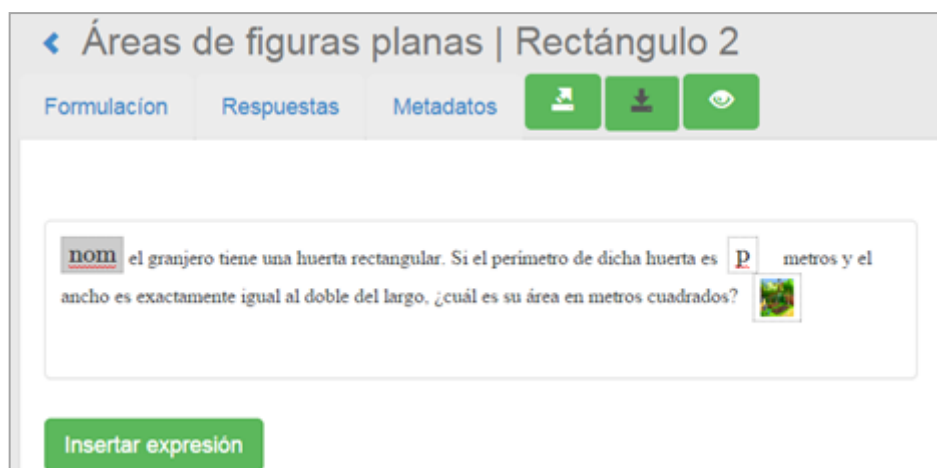 Áreas de figuras planas | Rectángulo 2
Formulacíon Respuestas Metadatos
nom el granjero tiene una huerta rectangular. Si el perímetro de dicha huerta es p metros y el
ancho es exactamente igual al doble del largo, ¿cuál es su área en metros cuadrados?
Insertar expresión